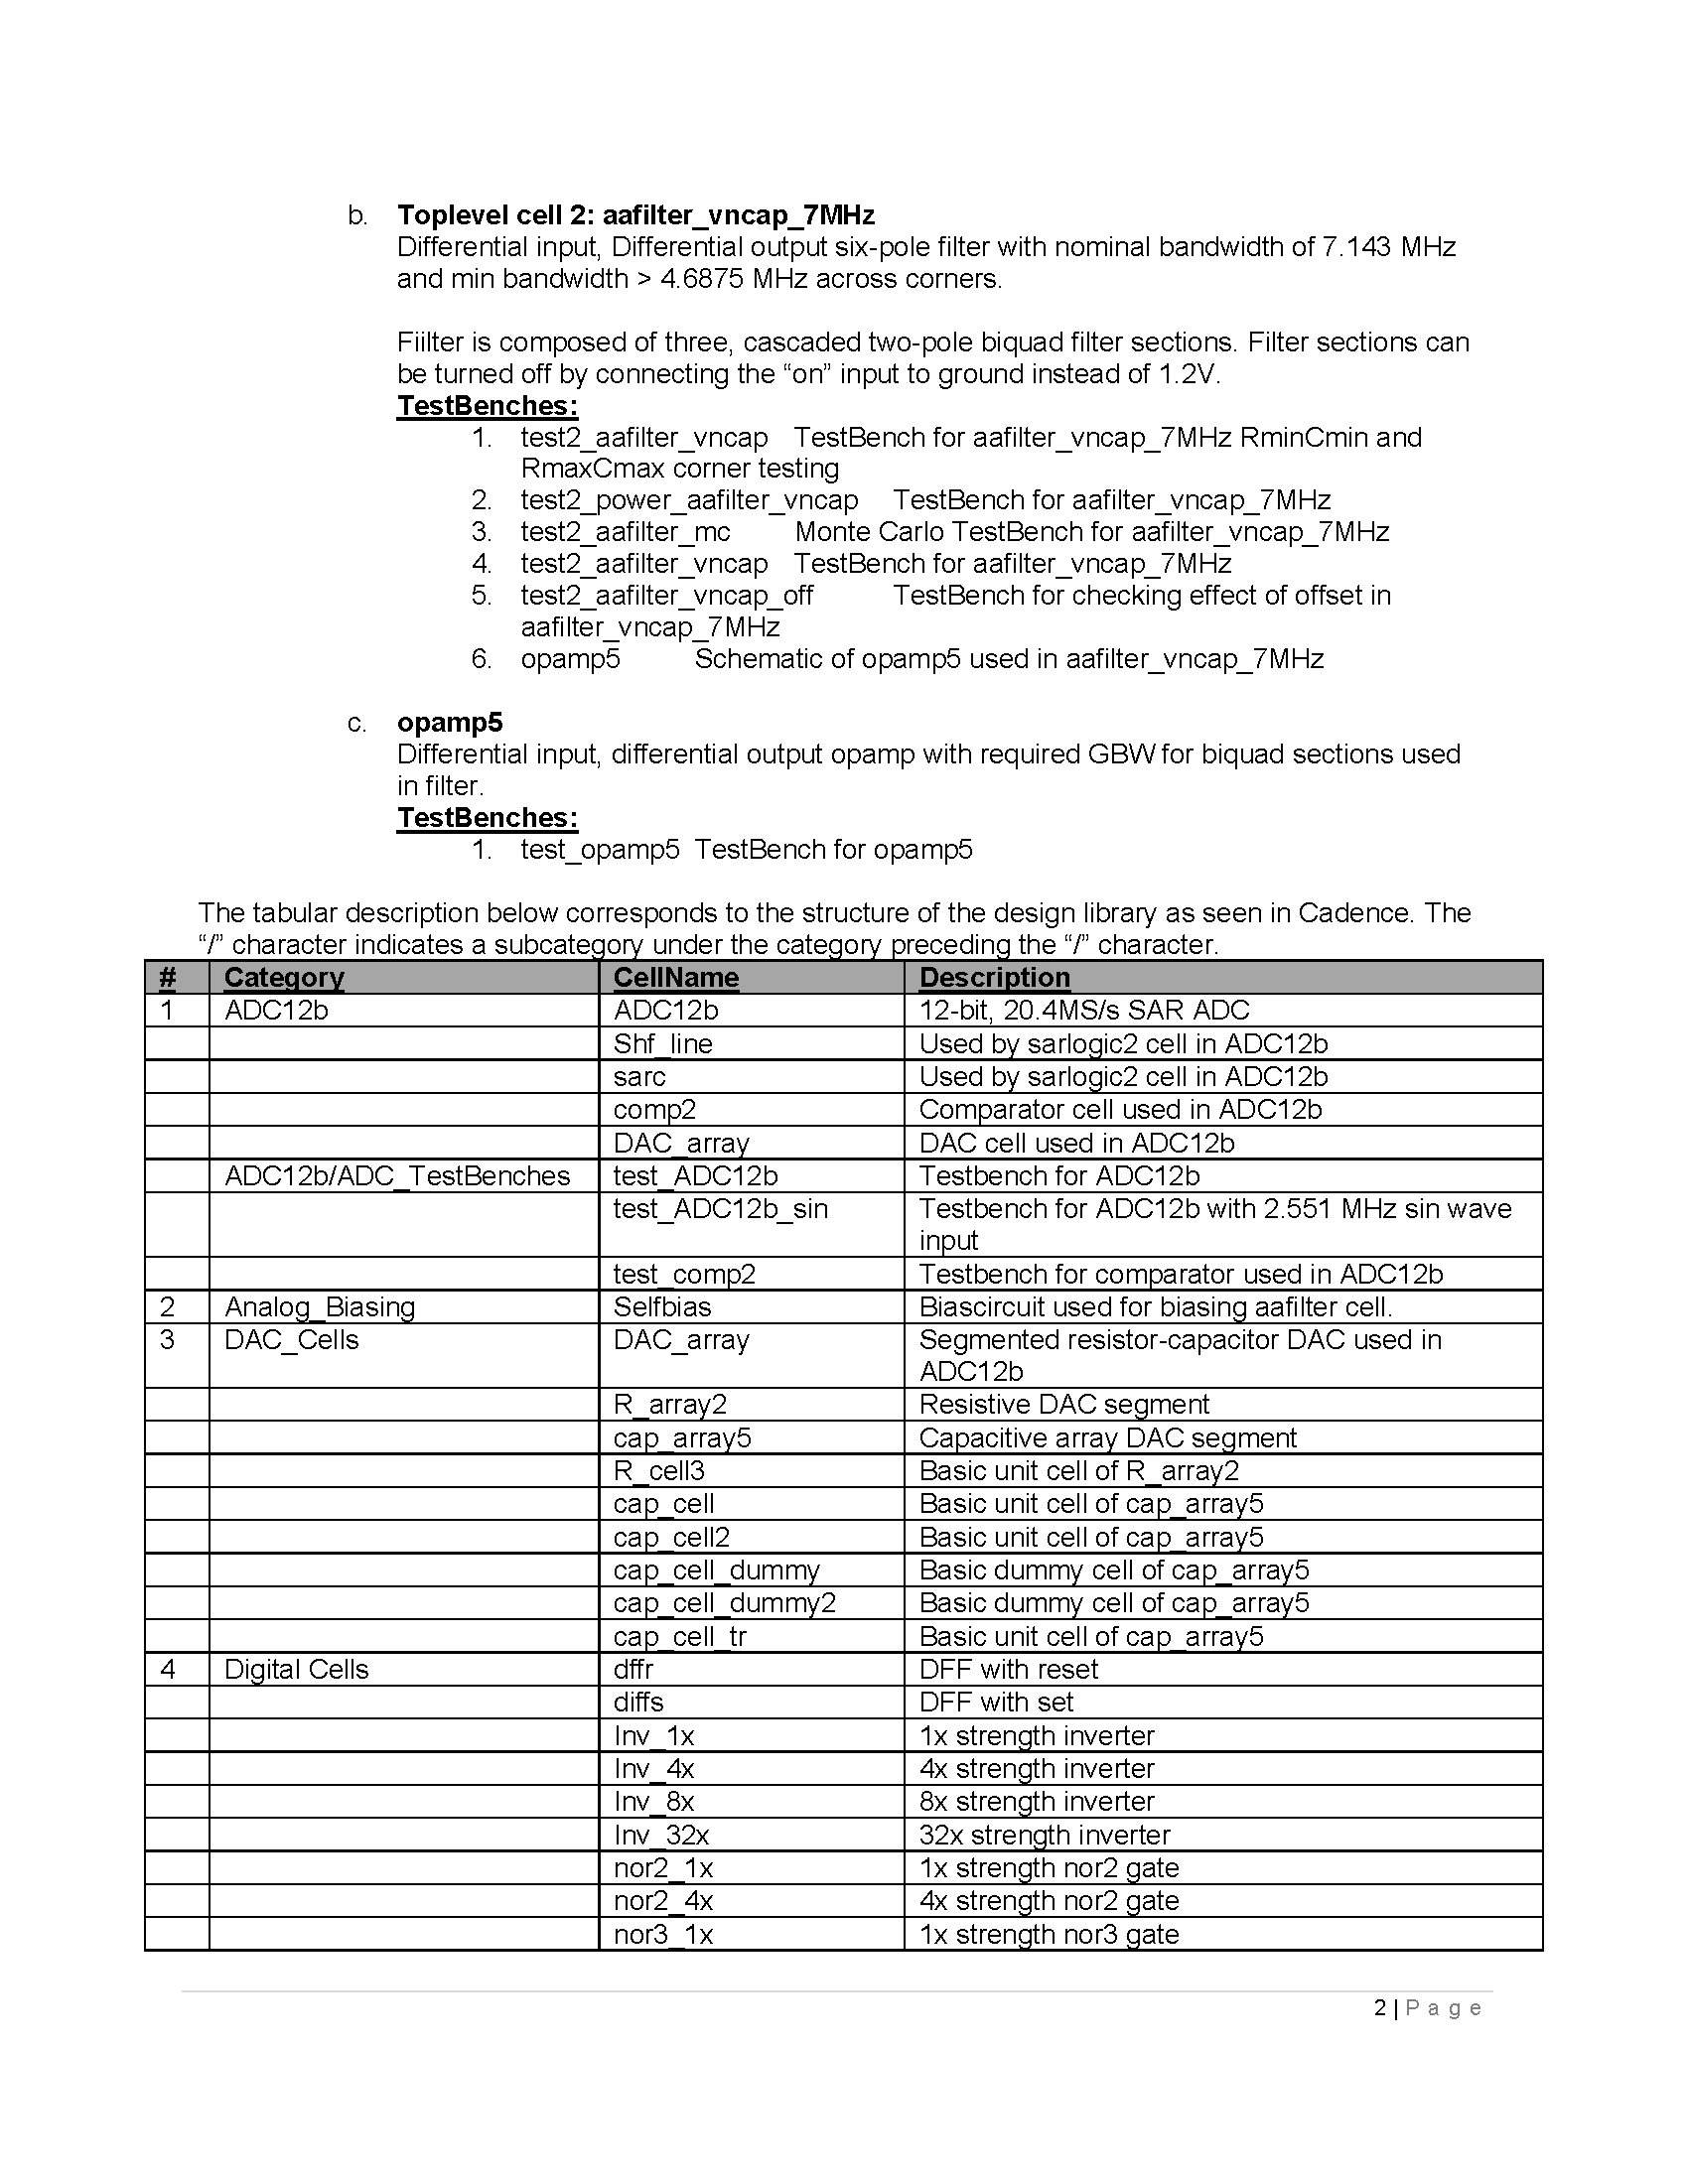 b. Toplevel cell 2: aafilter_vncap_7MHz
Differential input, Differential output six-pole filter with nominal bandwidth of 7.143 MHz
and min bandwidth > 4.6875 MHz across corners.
Fiilter is composed of three, cascaded two-pole biquad filter sections. Filter sections can
be turned off by connecting the “on” input to ground instead of 1.2V.
TestBenches:
1. test2_aafilter_vncap TestBench for aafilter_vncap_7MHz RminCmin and
RmaxCmax corner testing
2. test2_power_aafilter_vncap TestBench for aafilter_vncap_7MHz
3. test2_aafilter_mc Monte Carlo TestBench for aafilter_vncap_7MHz
4. test2_aafilter_vncap TestBench for aafilter_vncap_7MHz
5. test2_aafilter_vncap_off TestBench for checking effect of offset in
aafilter_vncap_7MHz
6. opamp5 Schematic of opamp5 used in aafilter_vncap_7MHz
c. opamp5
Differential input, differential output opamp with required GBW for biquad sections used
in filter.
TestBenches:
1. test_opamp5 TestBench for opamp5
The tabular description below corresponds to the structure of the design library as seen in Cadence. The
“/” character indicates a subcategory under the category preceding the “/” character.
# Category CellName Description
1 ADC12b ADC12b 12-bit, 20.4MS/s SAR ADC
Shf_line Used by sarlogic2 cell in ADC12b
sarc Used by sarlogic2 cell in ADC12b
comp2 Comparator cell used in ADC12b
DAC_array DAC cell used in ADC12b
ADC12b/ADC_TestBenches test_ADC12b Testbench for ADC12b
test_ADC12b_sin Testbench for ADC12b with 2.551 MHz sin wave
input
test_comp2 Testbench for comparator used in ADC12b
2 Analog_Biasing Selfbias Biascircuit used for biasing aafilter cell.
3 DAC_Cells DAC_array Segmented resistor-capacitor DAC used in
ADC12b
R_array2 Resistive DAC segment
cap_array5 Capacitive array DAC segment
R_cell3 Basic unit cell of R_array2
cap_cell Basic unit cell of cap_array5
cap_cell2 Basic unit cell of cap_array5
cap_cell_dummy Basic dummy cell of cap_array5
cap_cell_dummy2 Basic dummy cell of cap_array5
cap_cell_tr Basic unit cell of cap_array5
4 Digital Cells dffr DFF with reset
diffs DFF with set
Inv_1x 1x strength inverter
Inv_4x 4x strength inverter
Inv_8x 8x strength inverter
Inv_32x 32x strength inverter
nor2_1x 1x strength nor2 gate
nor2_4x 4x strength nor2 gate
nor3_1x 1x strength nor3 gate
2 | P a g e